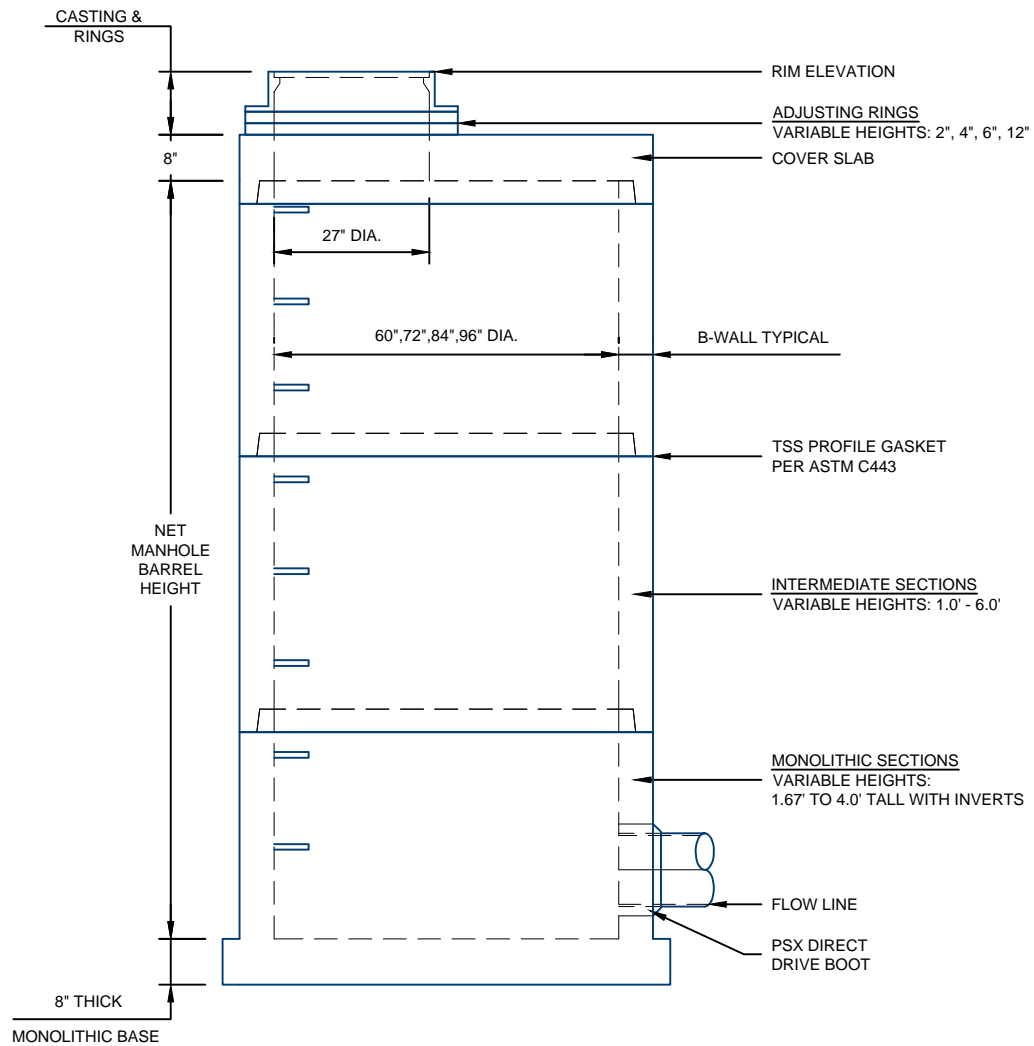 CASTING &
RINGS
RIM ELEVATION
ADJUSTING RINGS
VARIABLE HEIGHTS: 2", 4", 6", 12"
8"
COVER SLAB
27" DIA.
60",72",84",96" DIA.
B-WALL TYPICAL
TSS PROFILE GASKET
PER ASTM C443
NET
MANHOLE
BARREL
HEIGHT
INTERMEDIATE SECTIONS
VARIABLE HEIGHTS: 1.0' - 6.0'
MONOLITHIC SECTIONS
VARIABLE HEIGHTS:
1.67' TO 4.0' TALL WITH INVERTS
FLOW LINE
PSX DIRECT
DRIVE BOOT
8" THICK
MONOLITHIC BASE